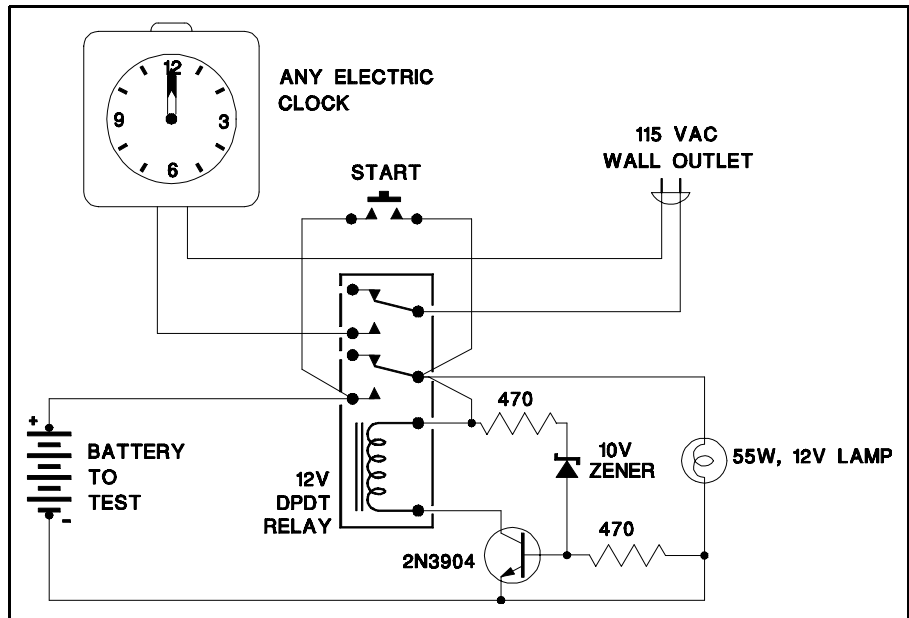 12
9
3
6
ANY ELECTRIC
CLOCK
115 VAC
WALL OUTLET
START
470
+
BATTERY
TO
TEST
-
12V
DPDT
RELAY
10V
ZENER
55W, 12V LAMP
470
2N3904